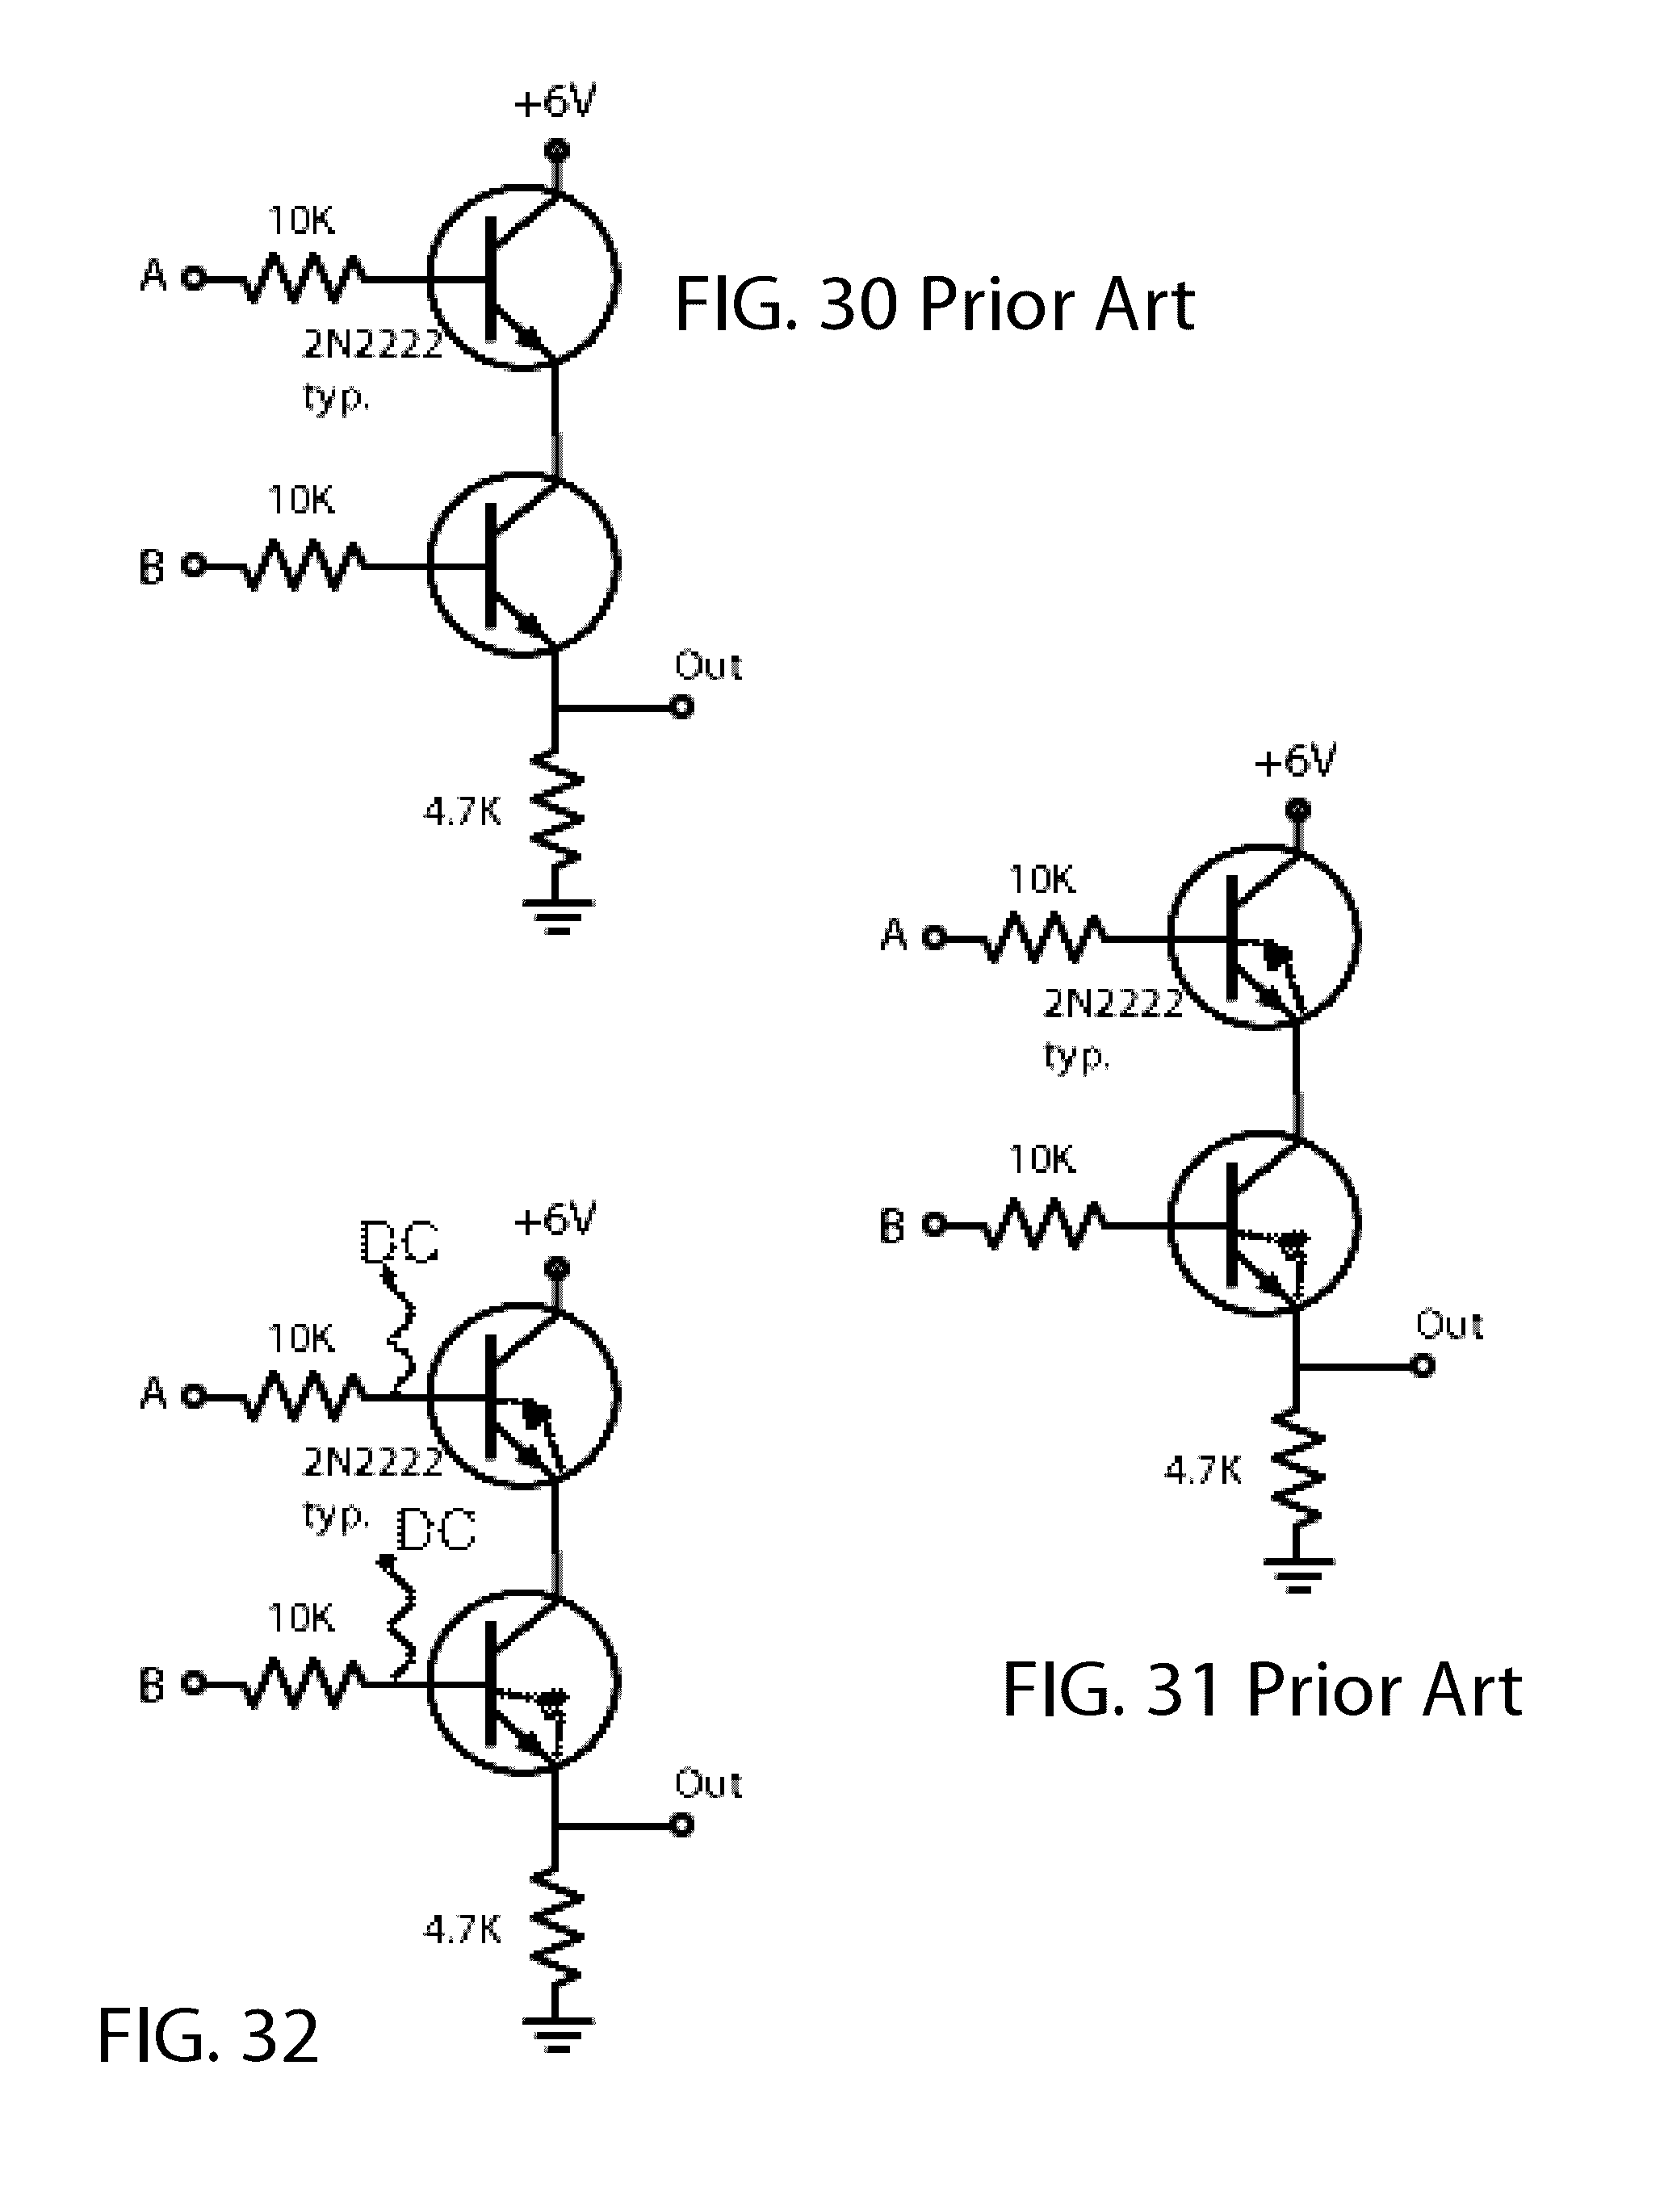 +6V
10K
A
FIG. 30 Prior Art
2N2222
typ.
10K
B
Out
4.7K
+6V
10K
A
2N2222
typ.
10K
B
Out
4.7K
FIG. 31 Prior Art
DC
+6V
10K
A
2N2222
typ.
DC
10K
B
Out
4.7K
FIG. 32